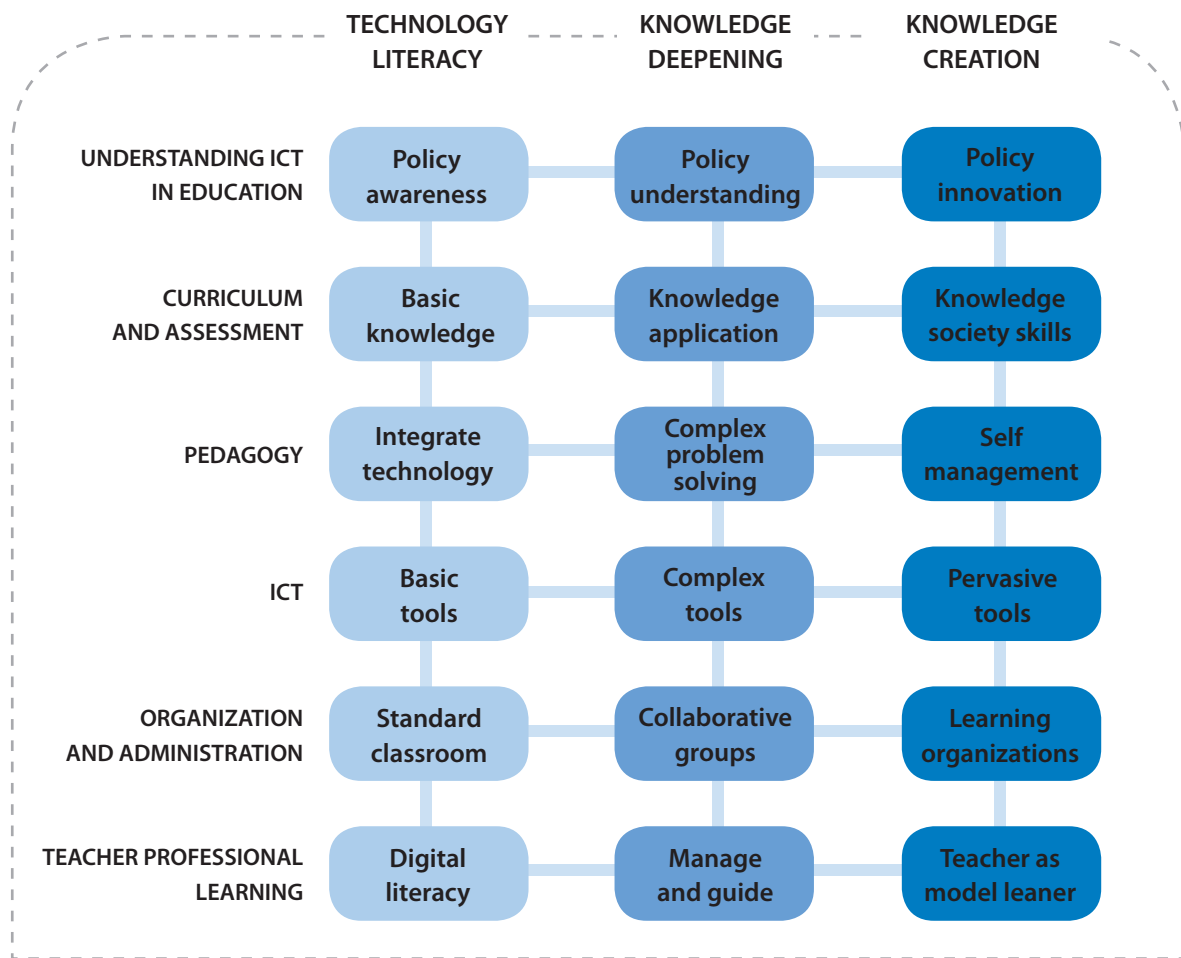 TECHNOLOGY
LITERACY
KNOWLEDGE
DEEPENING
KNOWLEDGE
CREATION
UNDERSTANDING ICT
IN EDUCATION
Policy
awareness
Policy
understanding
Policy
innovation
CURRICULUM
AND ASSESSMENT
Basic
knowledge
Knowledge
application
Knowledge
society skills
PEDAGOGY
Integrate
technology
Complex
problem
solving
Self
management
ICT
Basic
tools
Complex
tools
Pervasive
tools
ORGANIZATION
AND ADMINISTRATION
Standard
classroom
Collaborative
groups
Learning
organizations
TEACHER PROFESSIONAL
LEARNING
Digital
literacy
Manage
and guide
Teacher as
model leaner